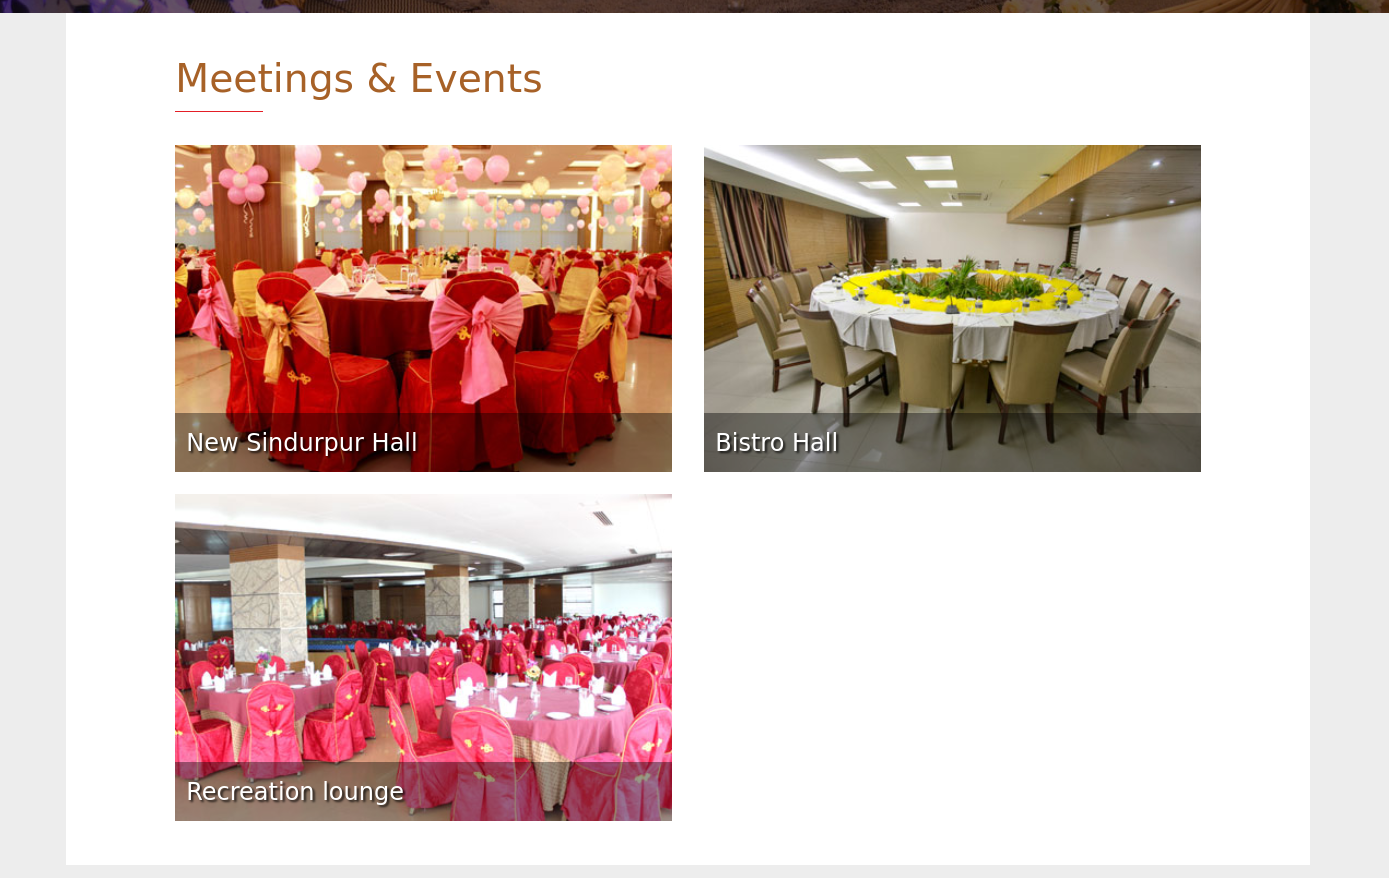 Meetings & Events
New Sindurpur Hall
Bistro Hall
Recreation lounge